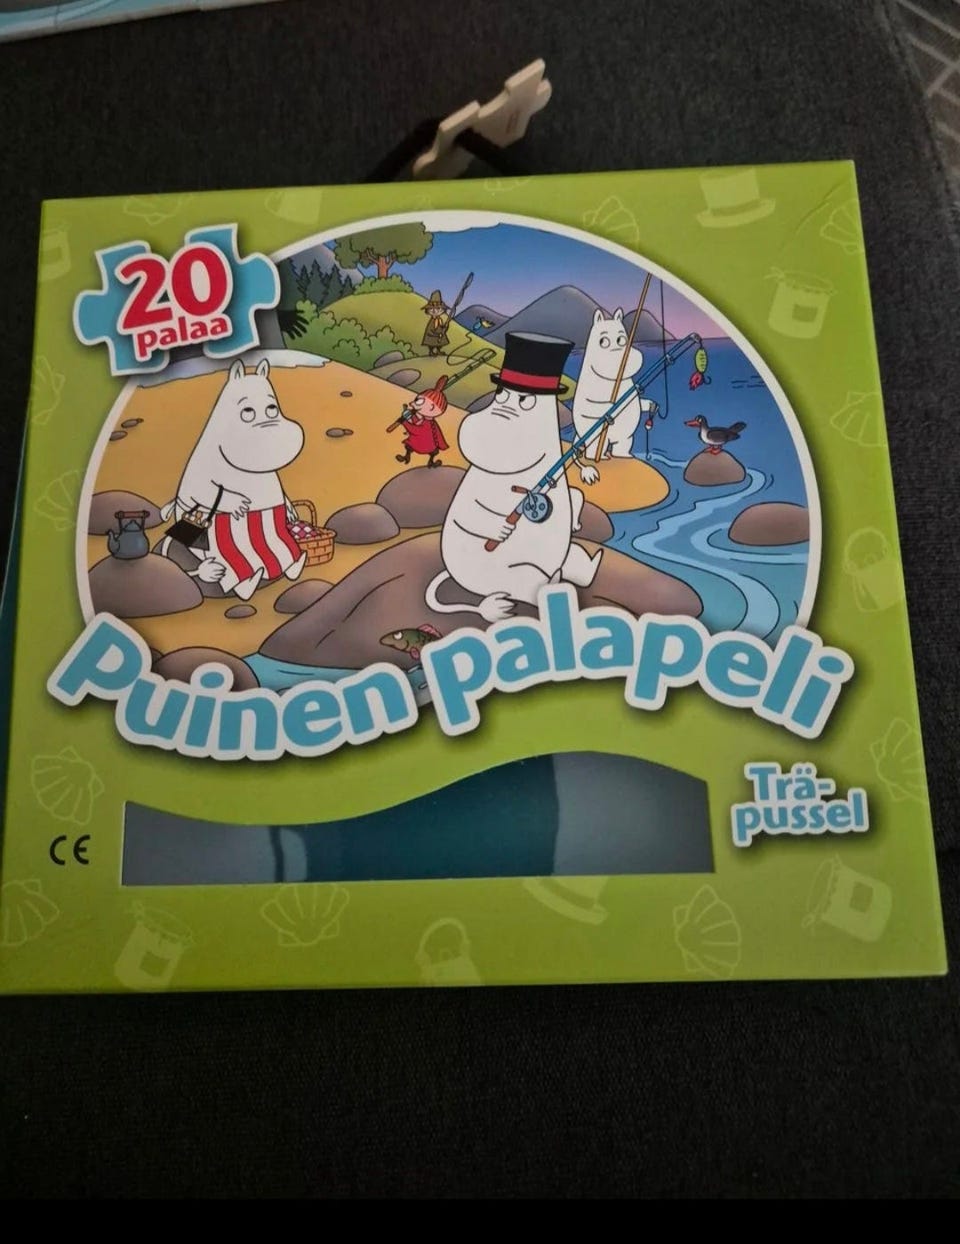 20
palaa
Puinen palapeli
Trä-
pussel
CE